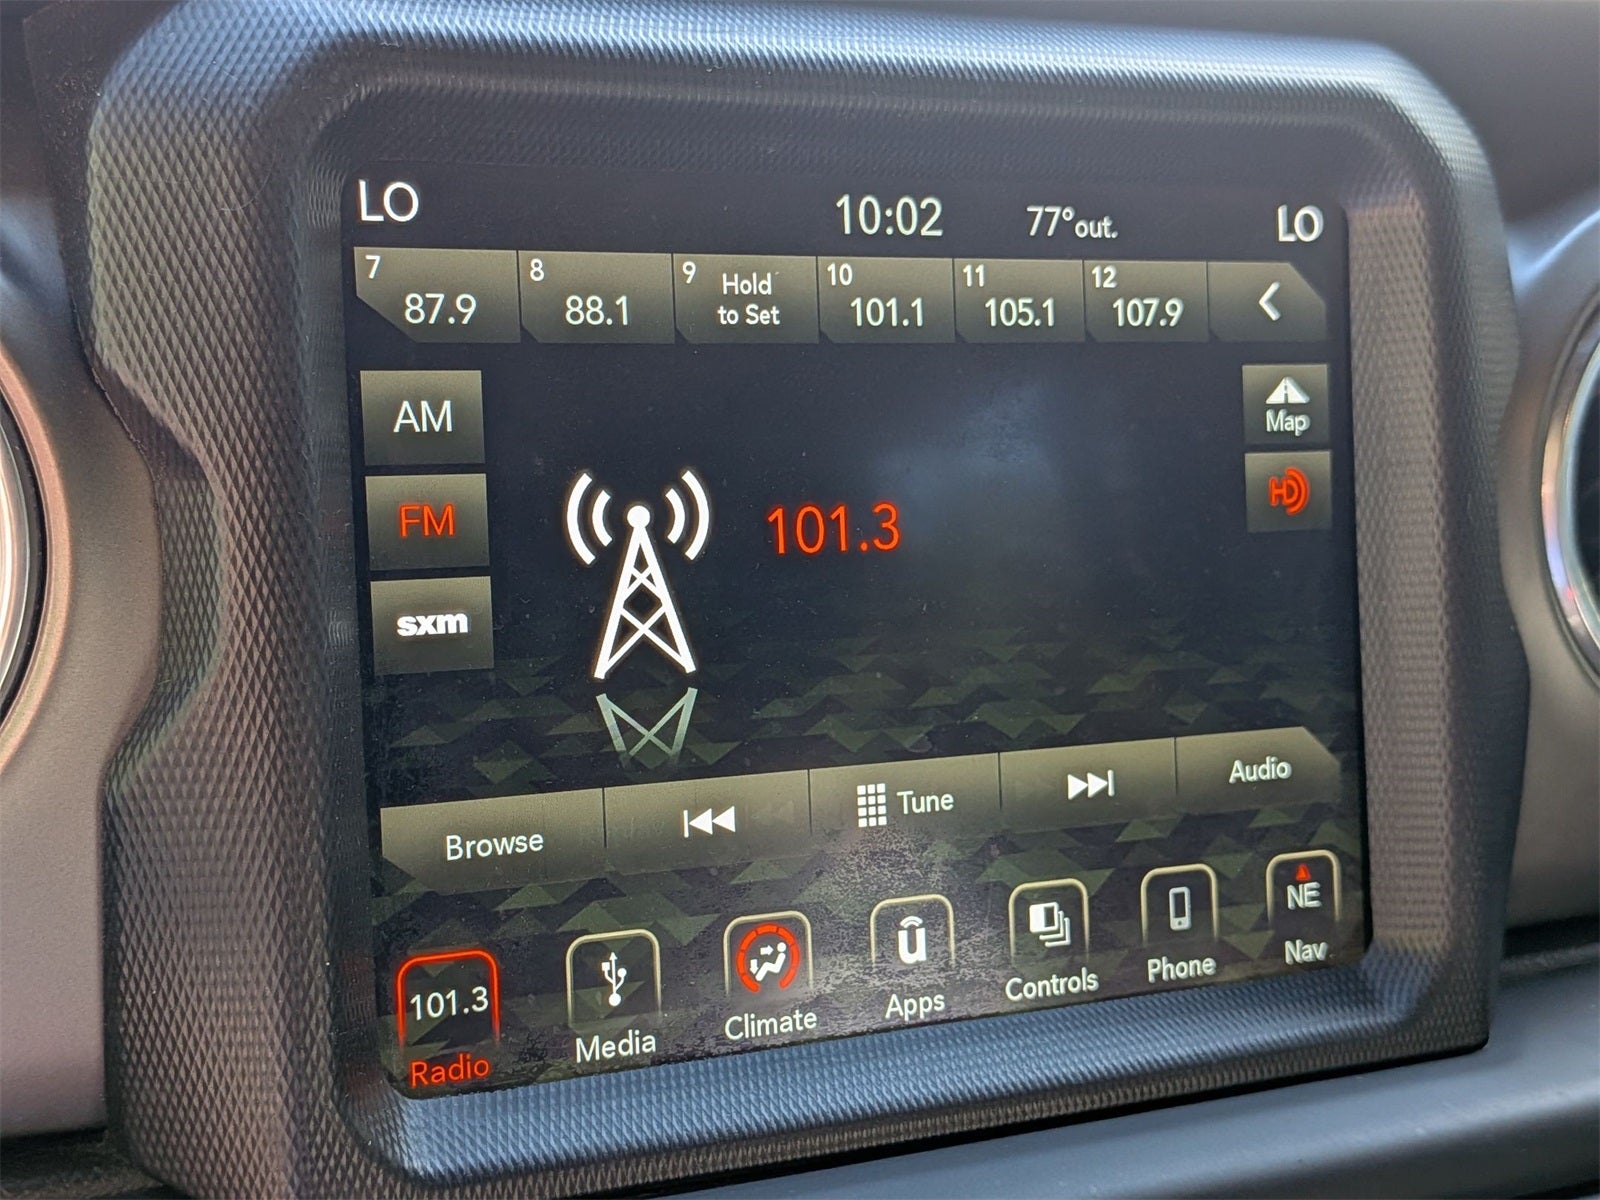 LO 10:02 77°out. LO
7 8 9 10 11 12
87.9 88.1 Hold to Set 101.1 105.1 107.9
AM
Map
FM
HD
101.3
sxm
Browse Tune Audio
101.3 NE
Radio Media Climate Apps Controls Phone Nav